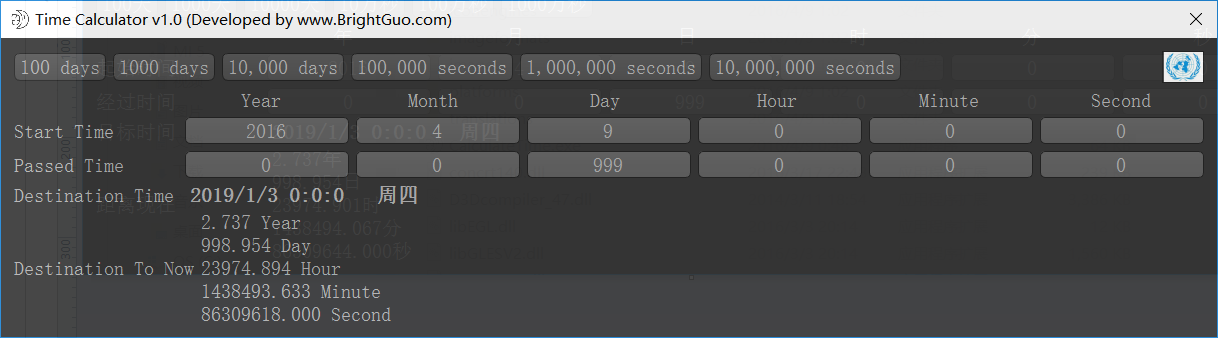 Time Calculator v1.0 (Developed by www.BrightGuo.com)
100 days 1000 days 10,000 days 100,000 seconds 1,000,000 seconds 10,000,000 seconds
Year Month Day Hour Minute Second
Start Time 2016 4 9 0 0 0
Passed Time 0 0 999 0 0 0
Destination Time 2019/1/3 0:0:0 周四
2.737 Year
998.954 Day
Destination To Now 23974.894 Hour
1438493.633 Minute
86309618.000 Second